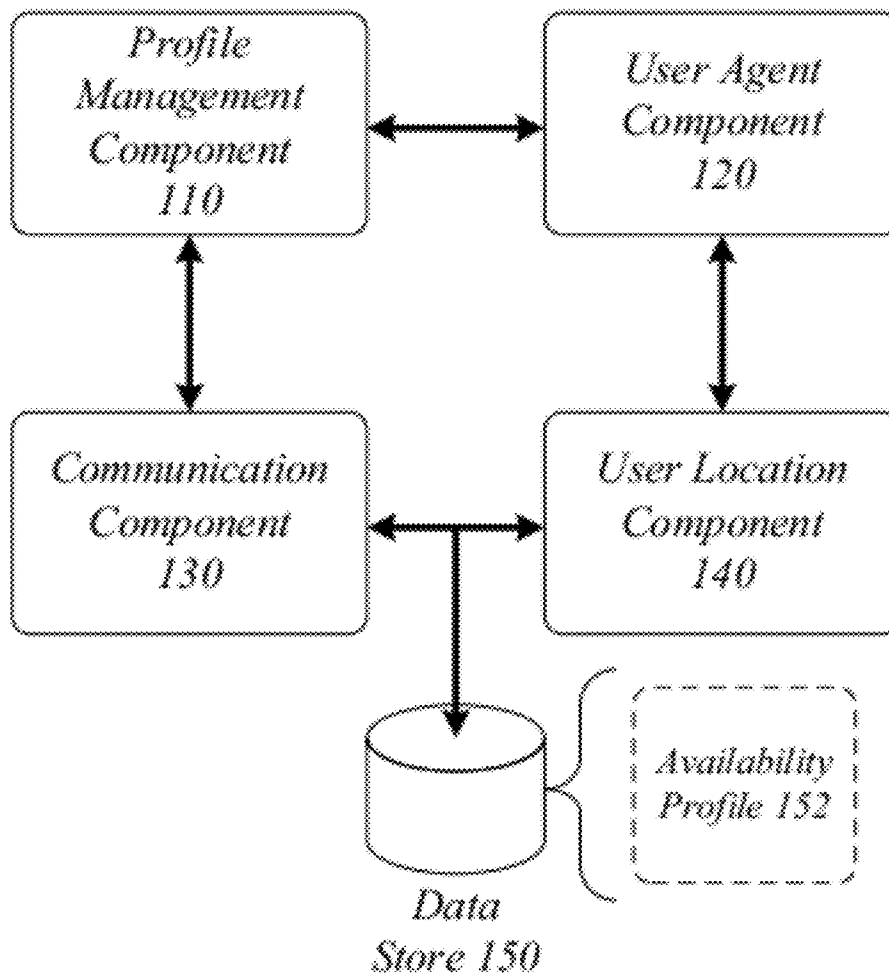 Profile
Management
Component
110
User Agent
Component
120
Communication
Component
130
User Location
Component
140
Availability
Profile 152
Data
Store 150